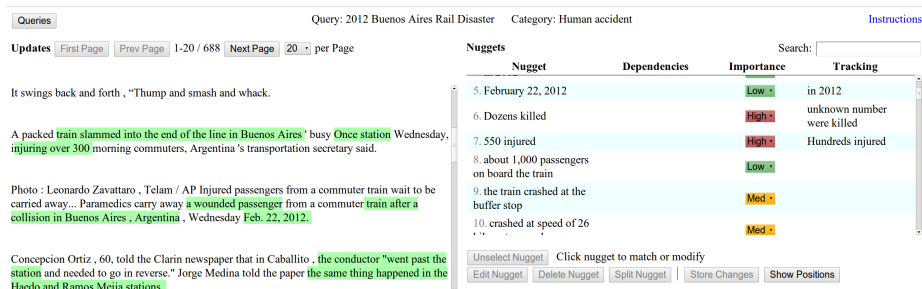 Queries
Query: 2012 Buenos Aires Rail Disaster Category: Human accident
Instructions
Updates First Page Prev Page 1-20 / 688 Next Page 20 per Page
It swings back and forth , “Thump and smash and whack.
A packed train slammed into the end of the line in Buenos Aires ' busy Once station Wednesday,
injuring over 300 morning commuters, Argentina 's transportation secretary said.
Photo : Leonardo Zavattaro , Telam / AP Injured passengers from a commuter train wait to be
carried away... Paramedics carry away a wounded passenger from a commuter train after a
collision in Buenos Aires , Argentina , Wednesday Feb. 22, 2012.
Concepcion Ortiz , 60, told the Clarin newspaper that in Caballito , the conductor "went past the
station and needed to go in reverse." Jorge Medina told the paper the same thing happened in the
Haedo and Ramos Mejia stations.
Nuggets Search:
Nugget Dependencies Importance Tracking
in 2012
5. February 22, 2012 Low in 2012
6. Dozens killed High unknown number
were killed
7. 550 injured High Hundreds injured
8. about 1,000 passengers
on board the train Low
9. the train crashed at the
buffer stop Med
10. crashed at speed of 26
Med
Unselect Nugget Click nugget to match or modify
Edit Nugget Delete Nugget Split Nugget Store Changes Show Positions